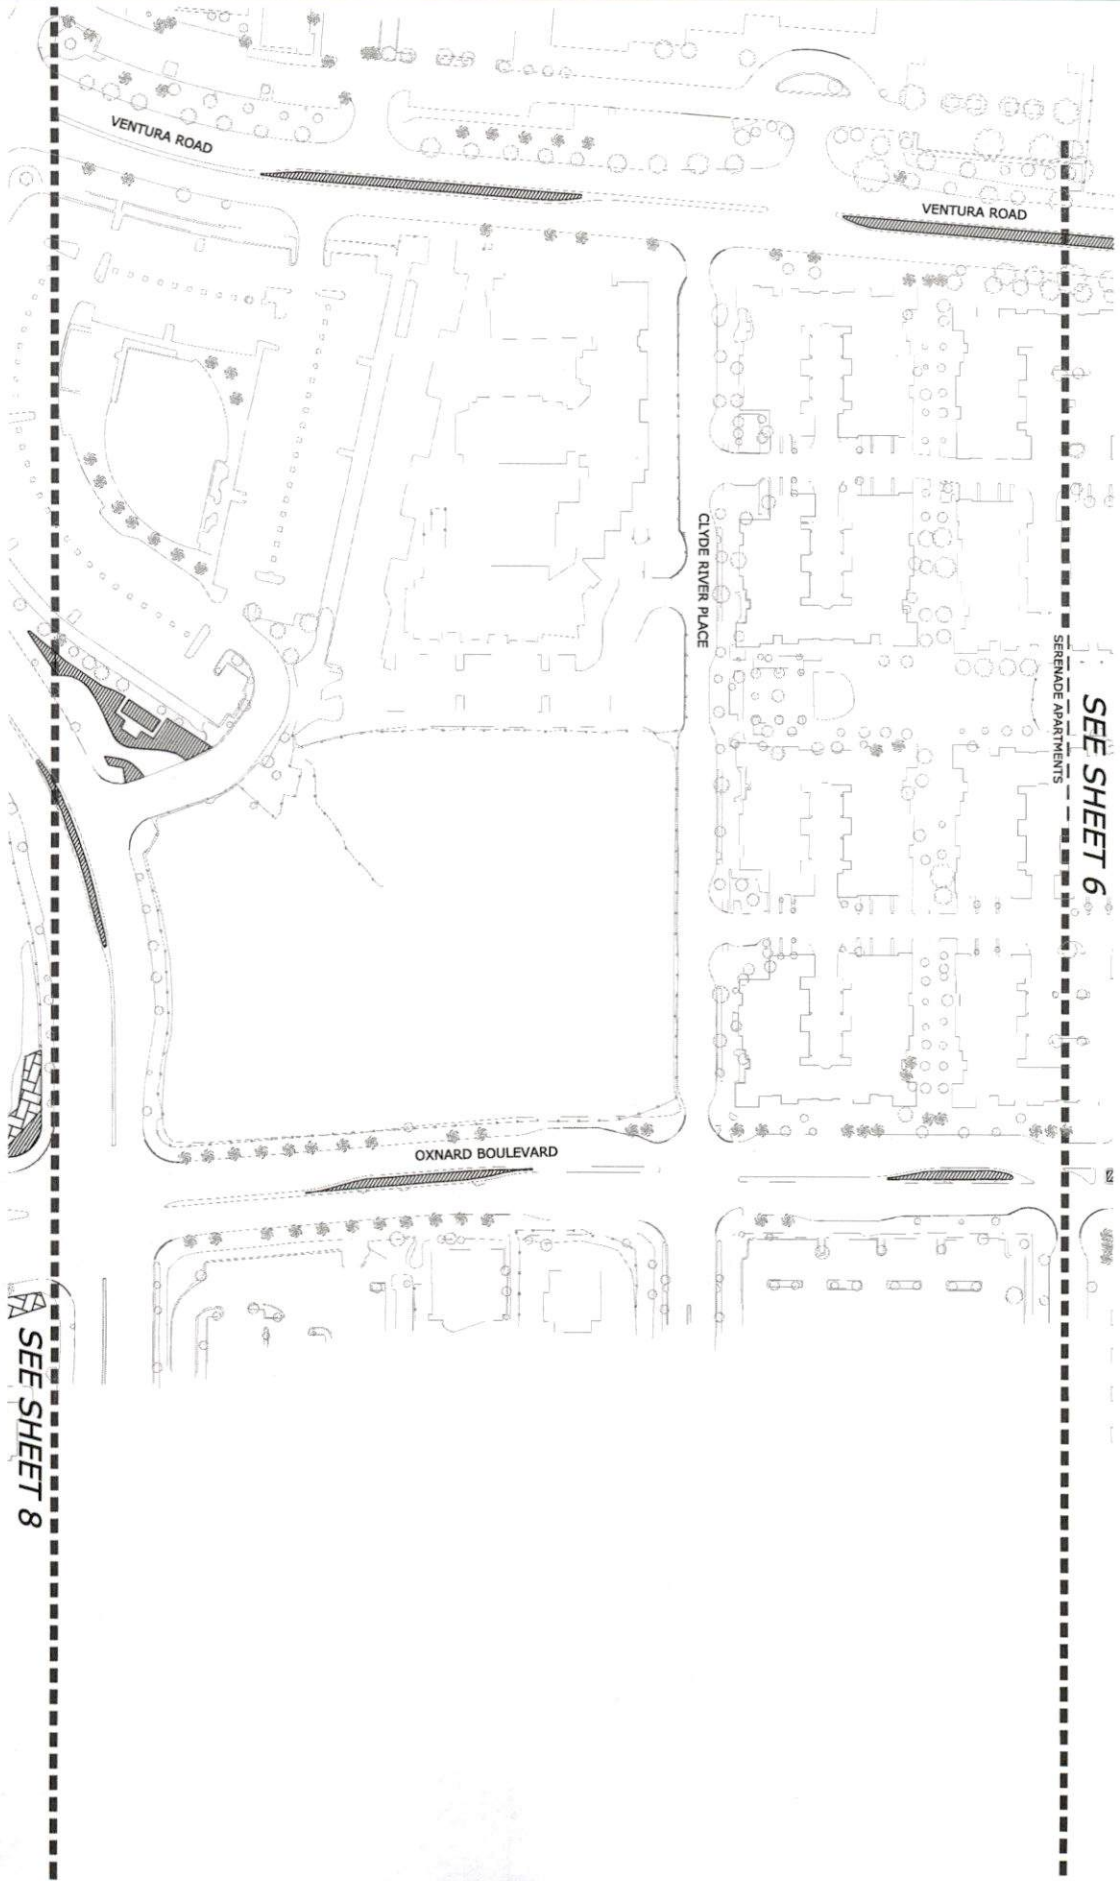 VENTURA ROAD
VENTURA ROAD
CLYDE RIVER PLACE
SERENADE APARTMENTS
SEE SHEET 6
OXNARD BOULEVARD
SEE SHEET 8